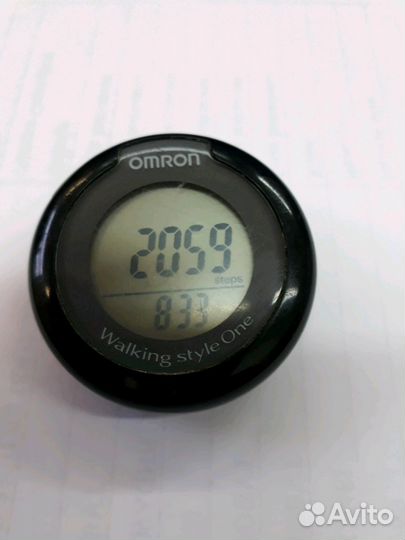 OMRON
2059
steps
833
Walking style One
Avito